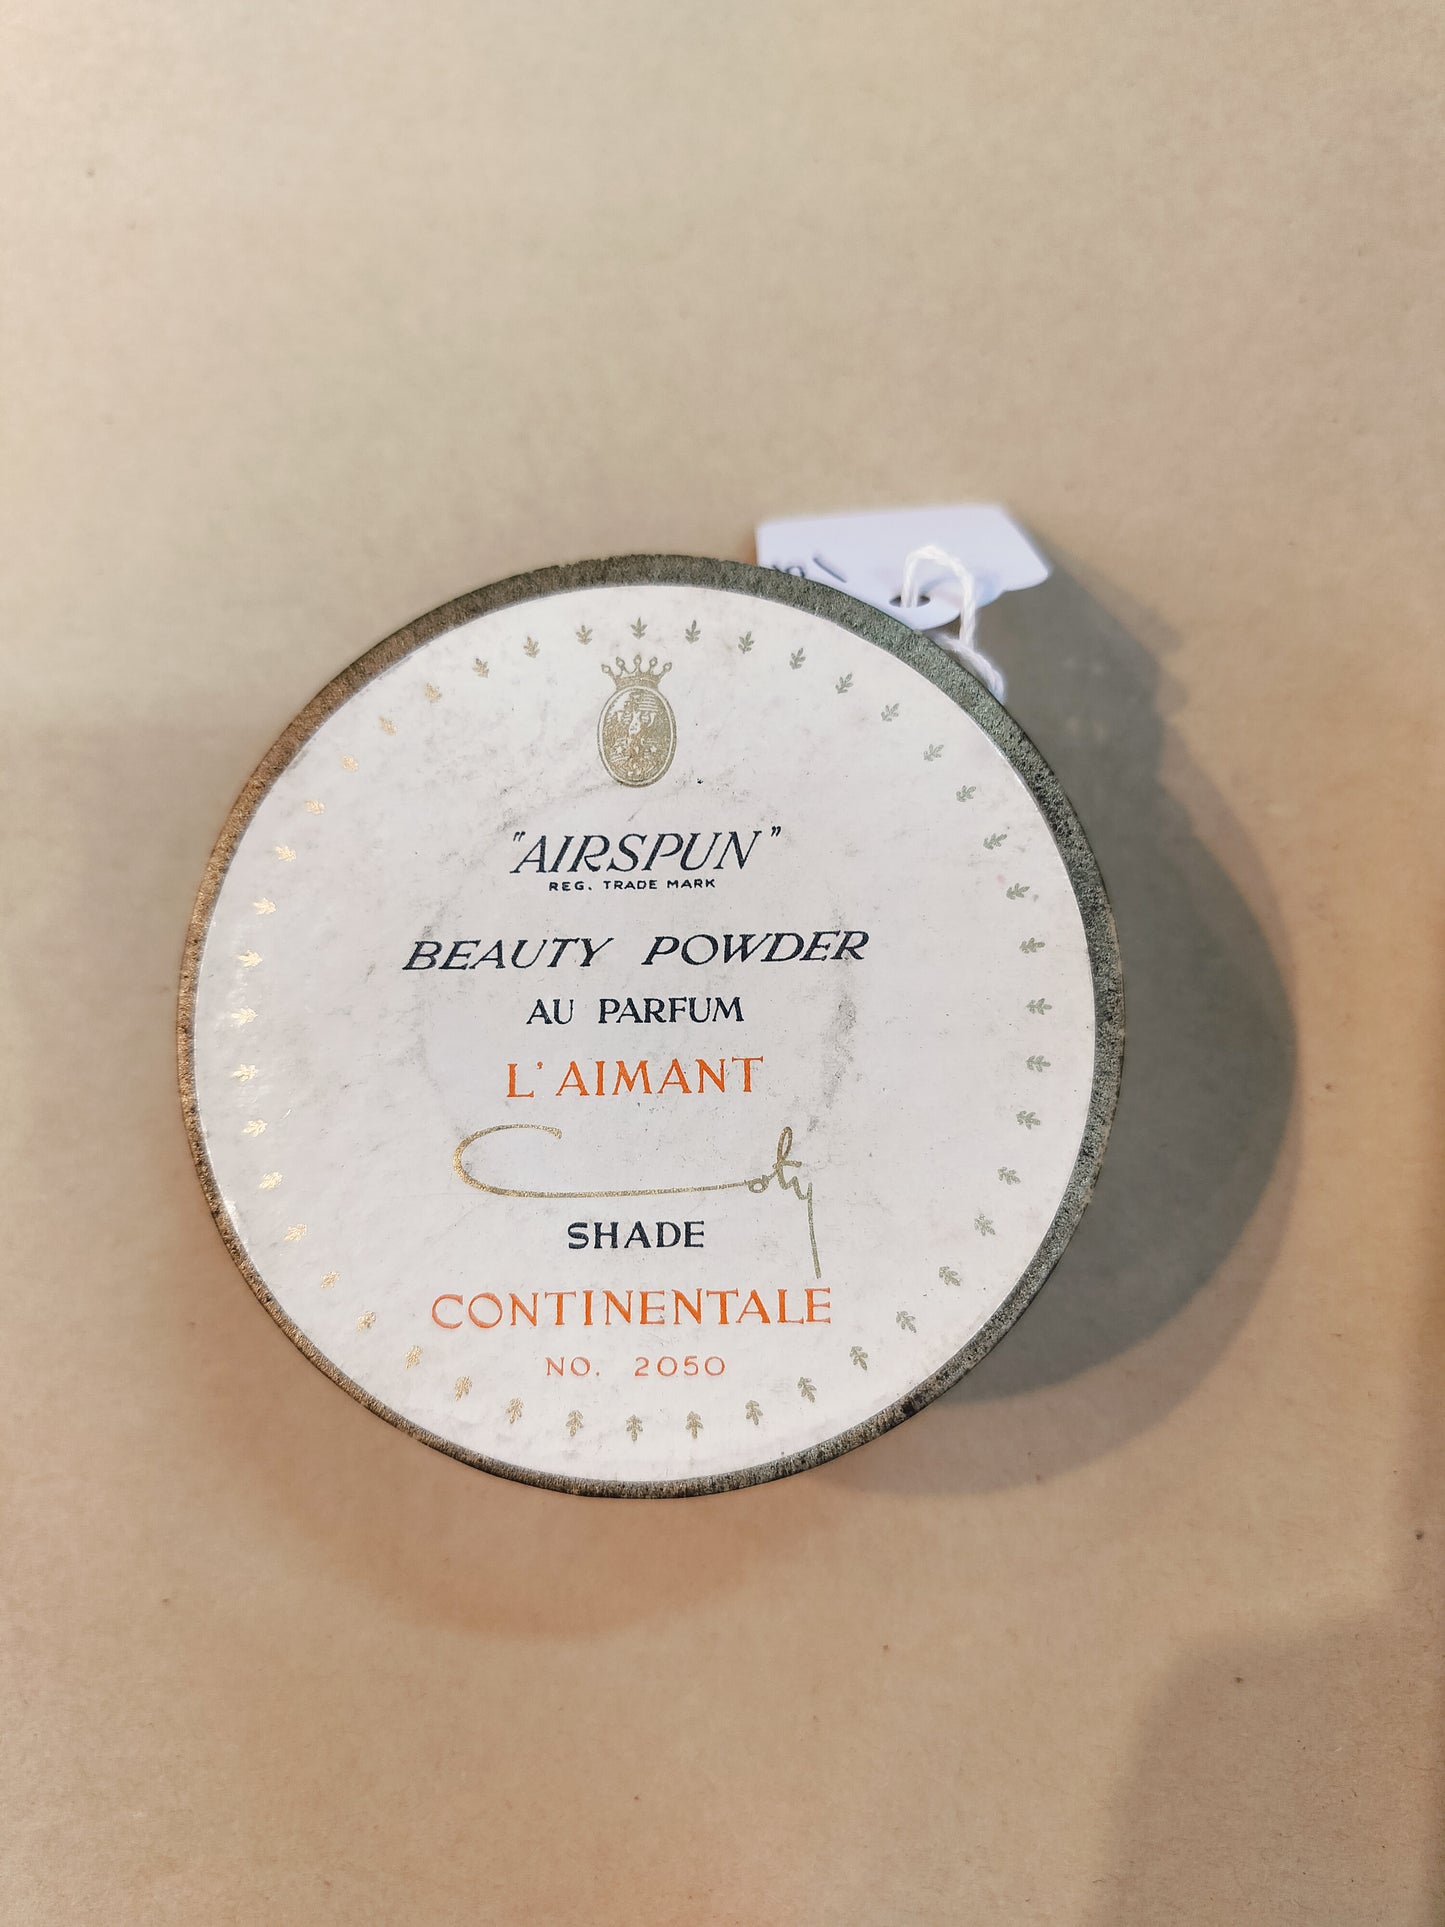 "AIRSPUN"
REG. TRADE MARK
BEAUTY POWDER
AU PARFUM
L'AIMANT
Coty
SHADE
CONTINENTALE
NO. 2050